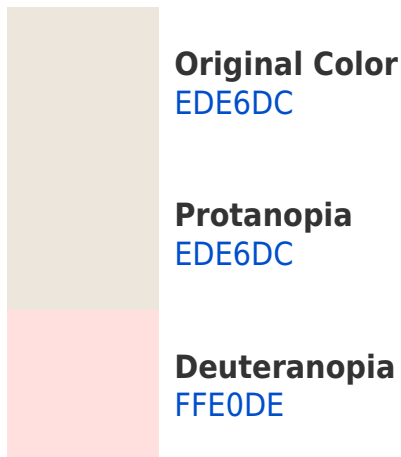 Original Color
EDE6DC
Protanopia
EDE6DC
Deuteranopia
FFE0DE